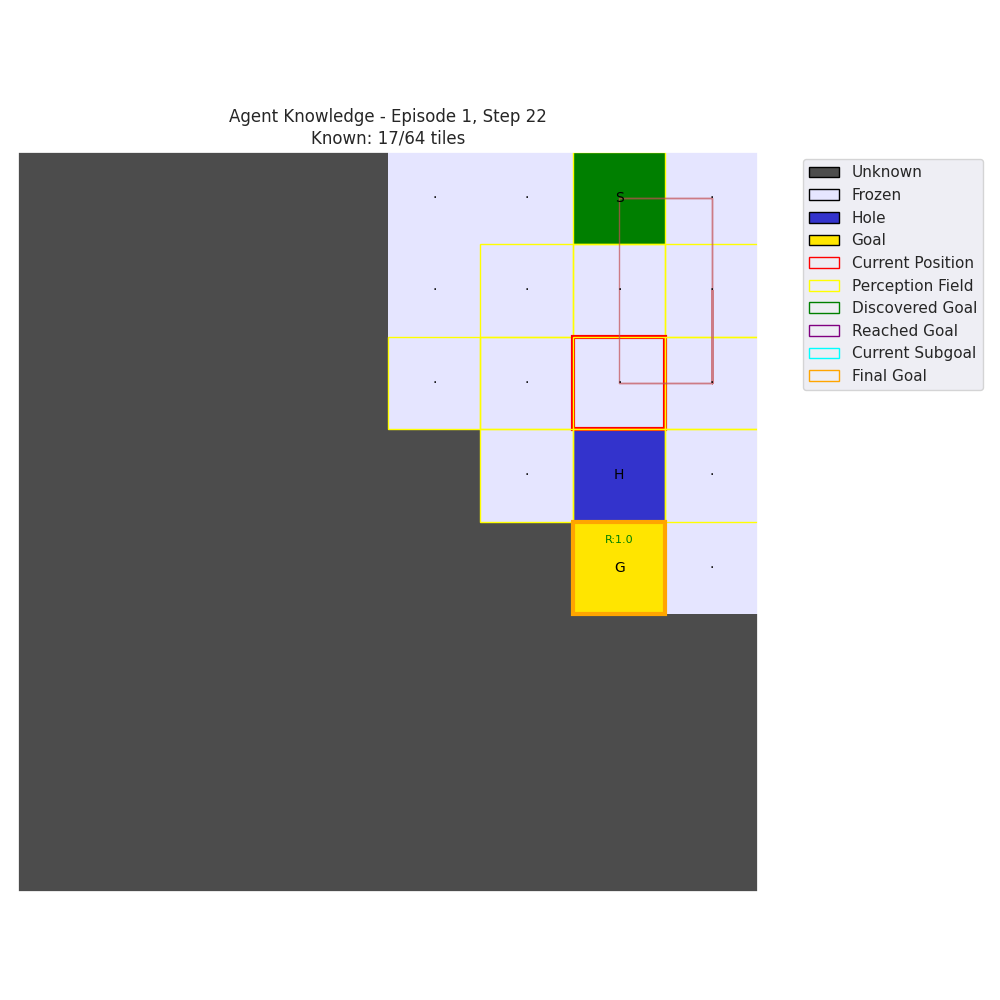 Agent Knowledge - Episode 1, Step 22
Known: 17/64 tiles
S
H
R:1.0
G
Unknown
Frozen
Hole
Goal
Current Position
Perception Field
Discovered Goal
Reached Goal
Current Subgoal
Final Goal